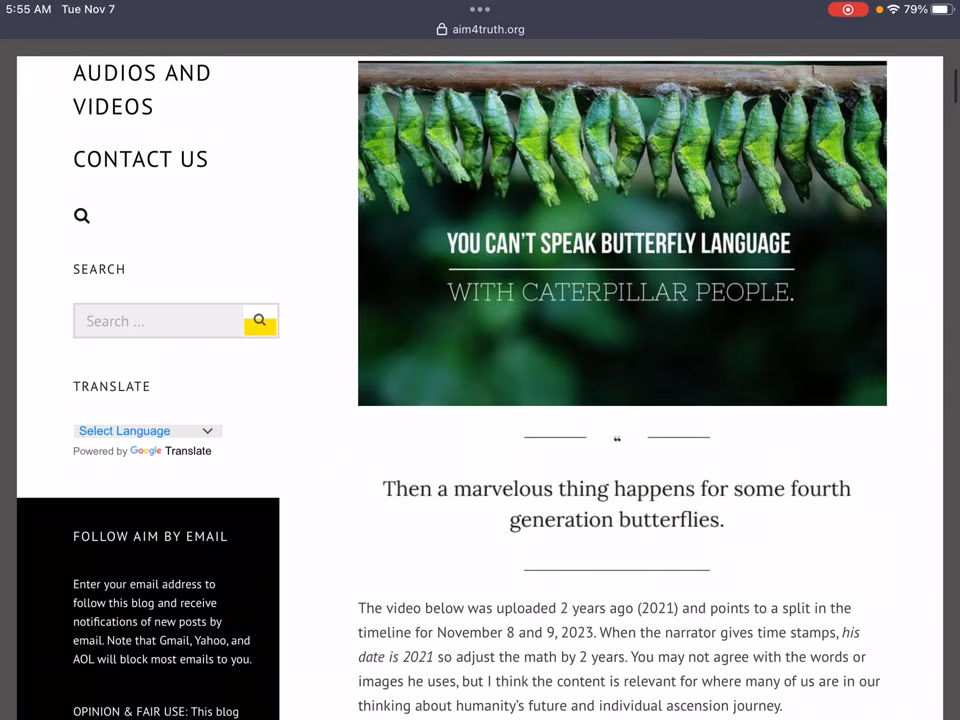 5:55 AM Tue Nov 7
79%
aim4truth.org
AUDIOS AND
VIDEOS
CONTACT US
SEARCH
Search ...
TRANSLATE
Select Language
Powered by Google Translate
FOLLOW AIM BY EMAIL
Enter your email address to
follow this blog and receive
notifications of new posts by
email. Note that Gmail, Yahoo, and
AOL will block most emails to you.
OPINION & FAIR USE: This blog
YOU CAN'T SPEAK BUTTERFLY LANGUAGE
WITH CATERPILLAR PEOPLE.
“
Then a marvelous thing happens for some fourth
generation butterflies.
The video below was uploaded 2 years ago (2021) and points to a split in the
timeline for November 8 and 9, 2023. When the narrator gives time stamps, his
date is 2021 so adjust the math by 2 years. You may not agree with the words or
images he uses, but I think the content is relevant for where many of us are in our
thinking about humanity’s future and individual ascension journey.